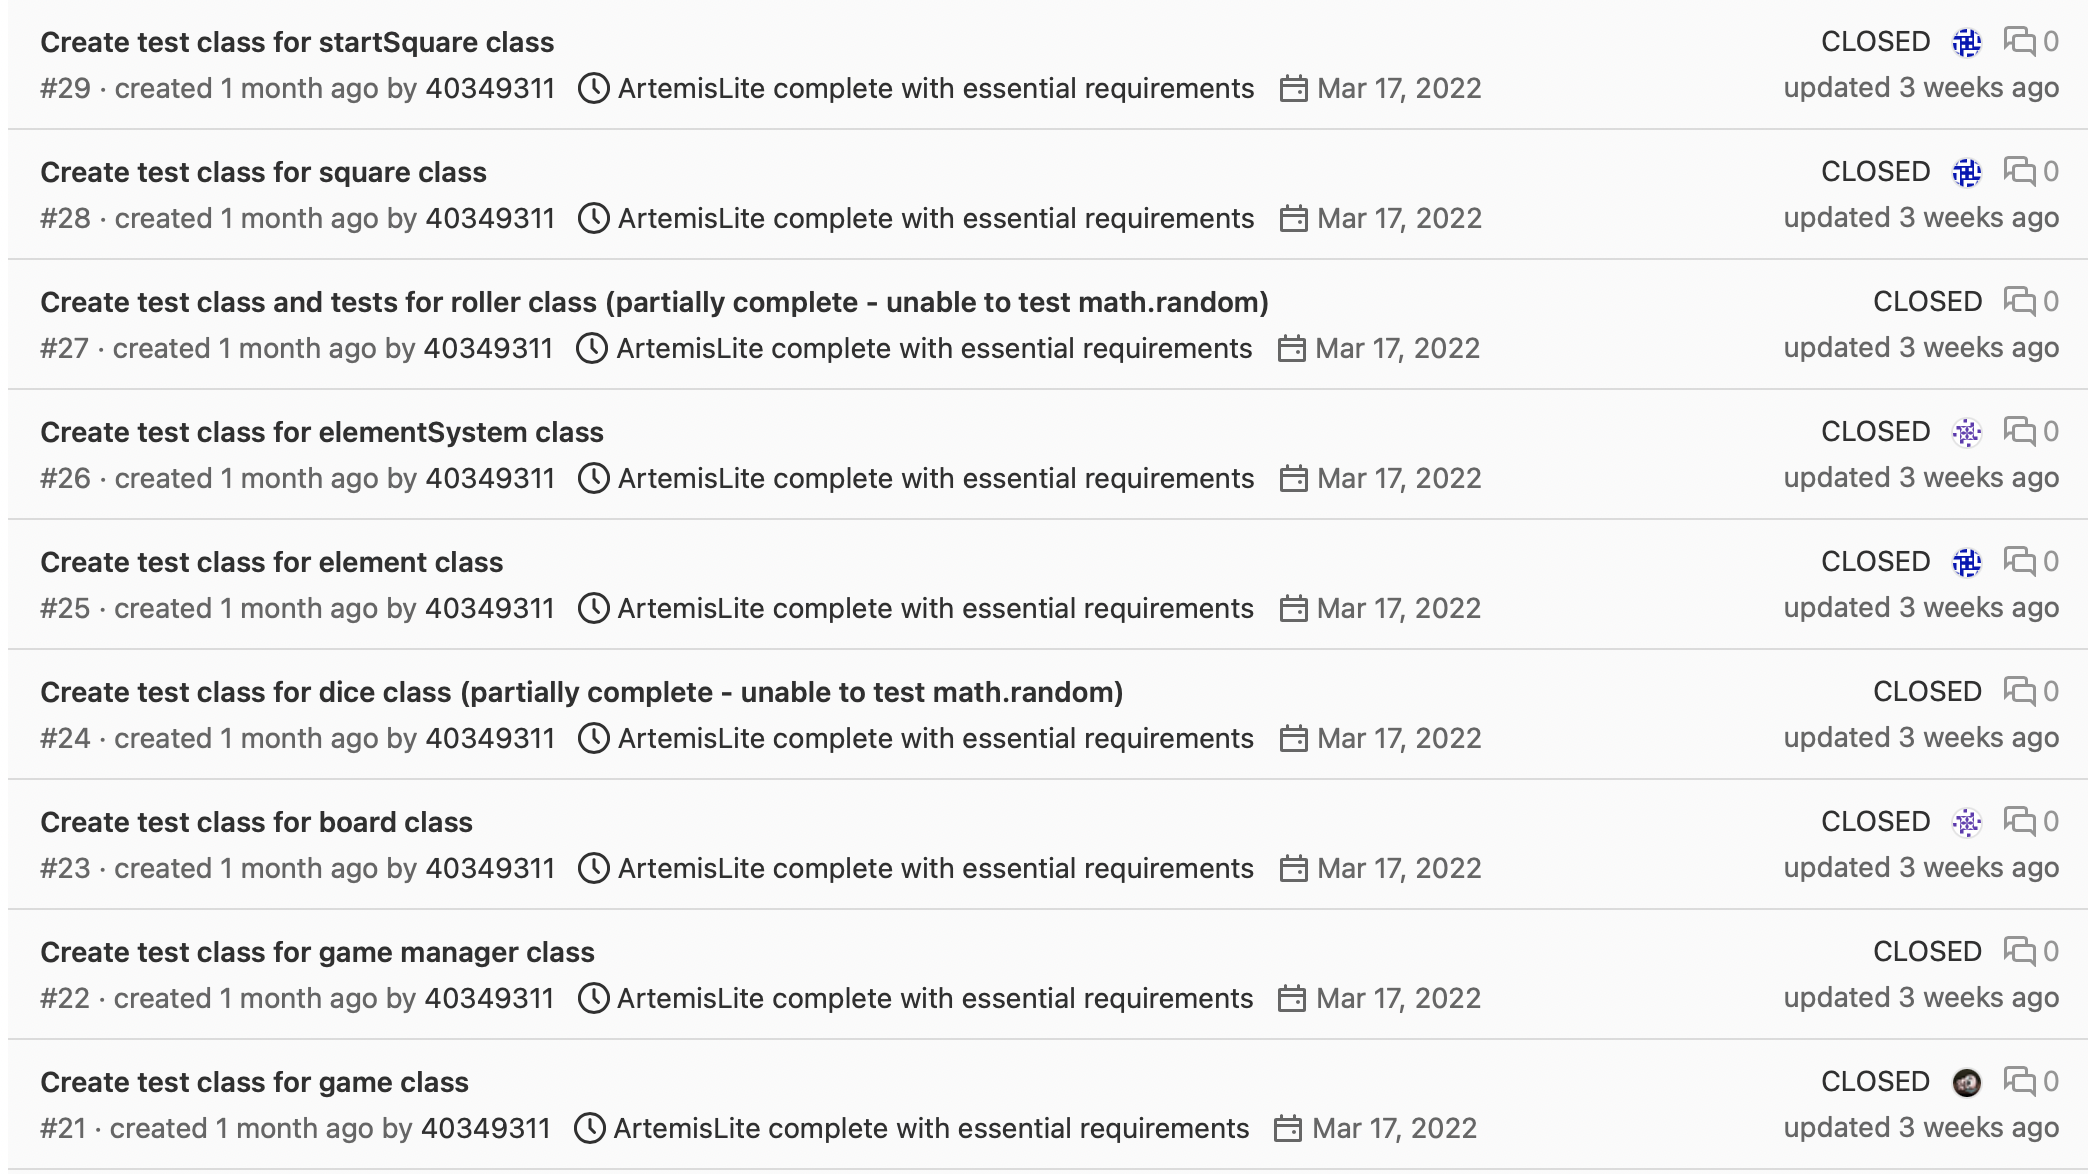 Create test class for startSquare class CLOSED 0
#29 · created 1 month ago by 40349311 ArtemisLite complete with essential requirements Mar 17, 2022 updated 3 weeks ago
Create test class for square class CLOSED 0
#28 · created 1 month ago by 40349311 ArtemisLite complete with essential requirements Mar 17, 2022 updated 3 weeks ago
Create test class and tests for roller class (partially complete - unable to test math.random) CLOSED 0
#27 · created 1 month ago by 40349311 ArtemisLite complete with essential requirements Mar 17, 2022 updated 3 weeks ago
Create test class for elementSystem class CLOSED 0
#26 · created 1 month ago by 40349311 ArtemisLite complete with essential requirements Mar 17, 2022 updated 3 weeks ago
Create test class for element class CLOSED 0
#25 · created 1 month ago by 40349311 ArtemisLite complete with essential requirements Mar 17, 2022 updated 3 weeks ago
Create test class for dice class (partially complete - unable to test math.random) CLOSED 0
#24 · created 1 month ago by 40349311 ArtemisLite complete with essential requirements Mar 17, 2022 updated 3 weeks ago
Create test class for board class CLOSED 0
#23 · created 1 month ago by 40349311 ArtemisLite complete with essential requirements Mar 17, 2022 updated 3 weeks ago
Create test class for game manager class CLOSED 0
#22 · created 1 month ago by 40349311 ArtemisLite complete with essential requirements Mar 17, 2022 updated 3 weeks ago
Create test class for game class CLOSED 0
#21 · created 1 month ago by 40349311 ArtemisLite complete with essential requirements Mar 17, 2022 updated 3 weeks ago